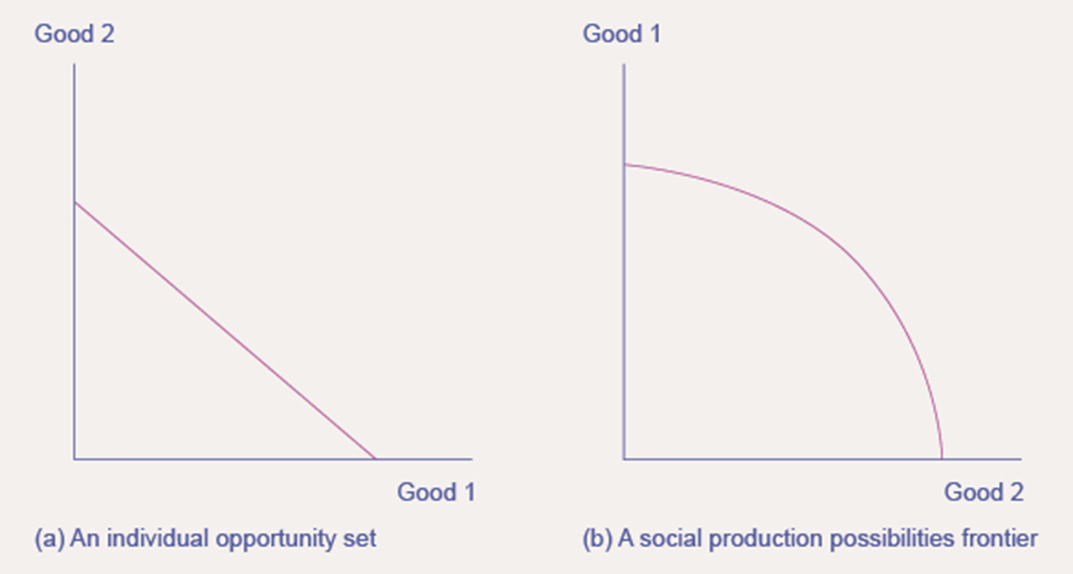 Good 2
Good 1
(a) An individual opportunity set
Good 1
Good 2
(b) A social production possibilities frontier